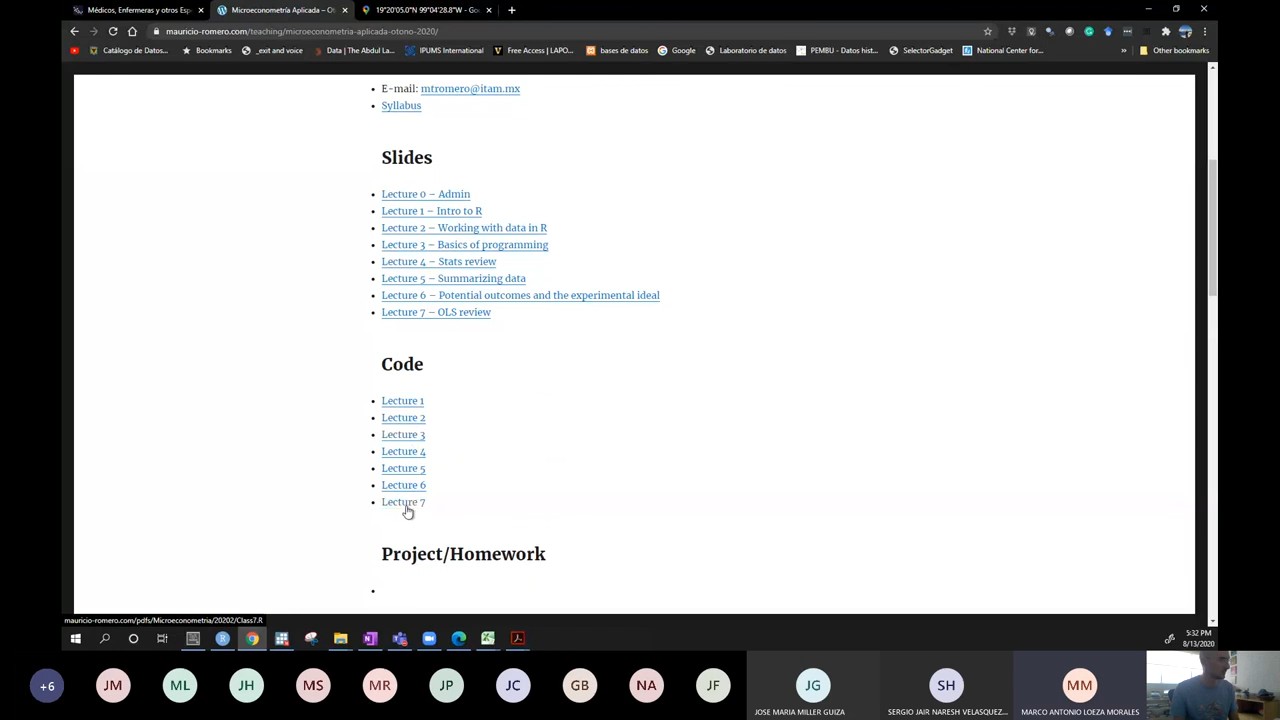 Médicos, Enfermeras y otros Esp
Microeconometría Aplicada – Ot
19°20'05.0"N 99°04'28.8"W - Goo
mauricio-romero.com/teaching/microeconometria-aplicada-otono-2020/
Catálogo de Datos...
Bookmarks
_exit and voice
Data | The Abdul La...
IPUMS International
Free Access | LAPO...
bases de datos
Google
Laboratorio de datos
PEMBU - Datos hist...
SelectorGadget
National Center for...
»
Other bookmarks
• E-mail: mtromero@itam.mx
• Syllabus
Slides
• Lecture 0 – Admin
• Lecture 1 – Intro to R
• Lecture 2 – Working with data in R
• Lecture 3 – Basics of programming
• Lecture 4 – Stats review
• Lecture 5 – Summarizing data
• Lecture 6 – Potential outcomes and the experimental ideal
• Lecture 7 – OLS review
Code
• Lecture 1
• Lecture 2
• Lecture 3
• Lecture 4
• Lecture 5
• Lecture 6
• Lecture 7
Project/Homework
•
mauricio-romero.com/pdfs/Microeconometria/20202/Class7.R
5:32 PM
8/13/2020
+6
JM
ML
JH
MS
MR
JP
JC
GB
NA
JF
JG
SH
MM
JOSE MARIA MILLER GUIZA
SERGIO JAIR NARESH VELASQUEZ...
MARCO ANTONIO LOEZA MORALES